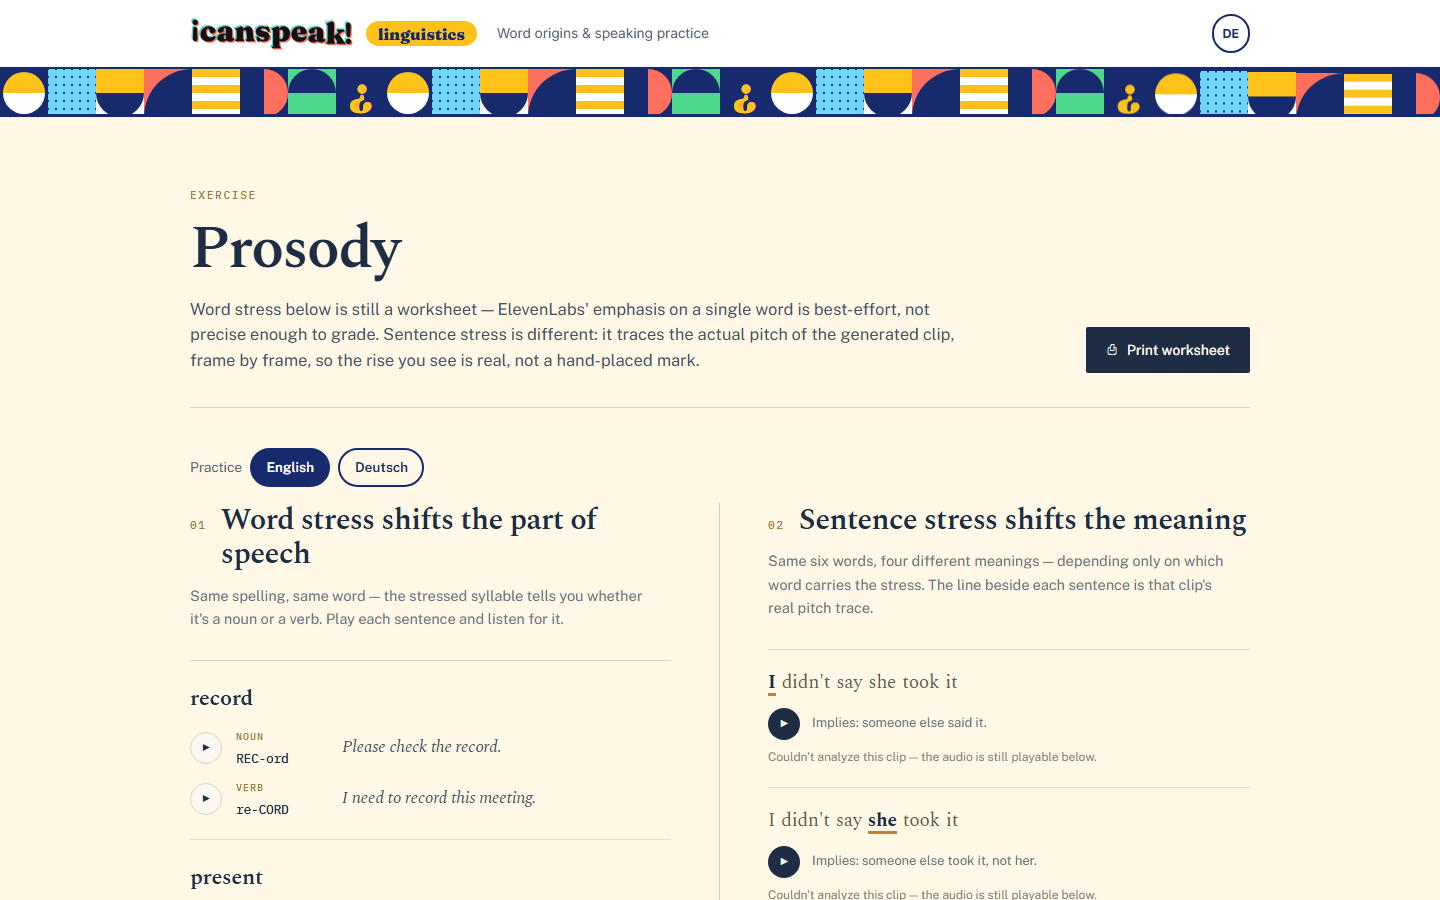 icanspeak!
linguistics
Word origins & speaking practice
DE
EXERCISE
Prosody
Word stress below is still a worksheet — ElevenLabs' emphasis on a single word is best-effort, not
precise enough to grade. Sentence stress is different: it traces the actual pitch of the generated clip,
frame by frame, so the rise you see is real, not a hand-placed mark.
Print worksheet
Practice
English
Deutsch
01 Word stress shifts the part of
speech
Same spelling, same word — the stressed syllable tells you whether
it's a noun or a verb. Play each sentence and listen for it.
record
NOUN
REC-ord
Please check the record.
VERB
re-CORD
I need to record this meeting.
present
02 Sentence stress shifts the meaning
Same six words, four different meanings — depending only on which
word carries the stress. The line beside each sentence is that clip's
real pitch trace.
I didn't say she took it
Implies: someone else said it.
Couldn't analyze this clip — the audio is still playable below.
I didn't say she took it
Implies: someone else took it, not her.
Couldn't analyze this clip — the audio is still playable below.